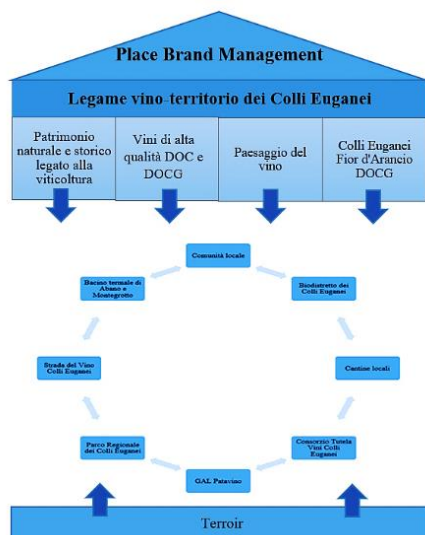 Place Brand Management
Legame vino-territorio dei Colli Euganei
Patrimonio
naturale e storico
legato alla
viticoltura
Vini di alta
qualità DOC e
DOCG
Paesaggio del
vino
Colli Euganei
Fior d'Arancio
DOCG
Comunità locale
Bacino termale di
Abano e
Montegrotto
Biodistretto dei
Colli Euganei
Strada del Vino
Colli Euganei
Cantine locali
Parco Regionale
dei Colli Euganei
Consorzio Tutela
Vini Colli
Euganei
GAL Patavino
Terroir